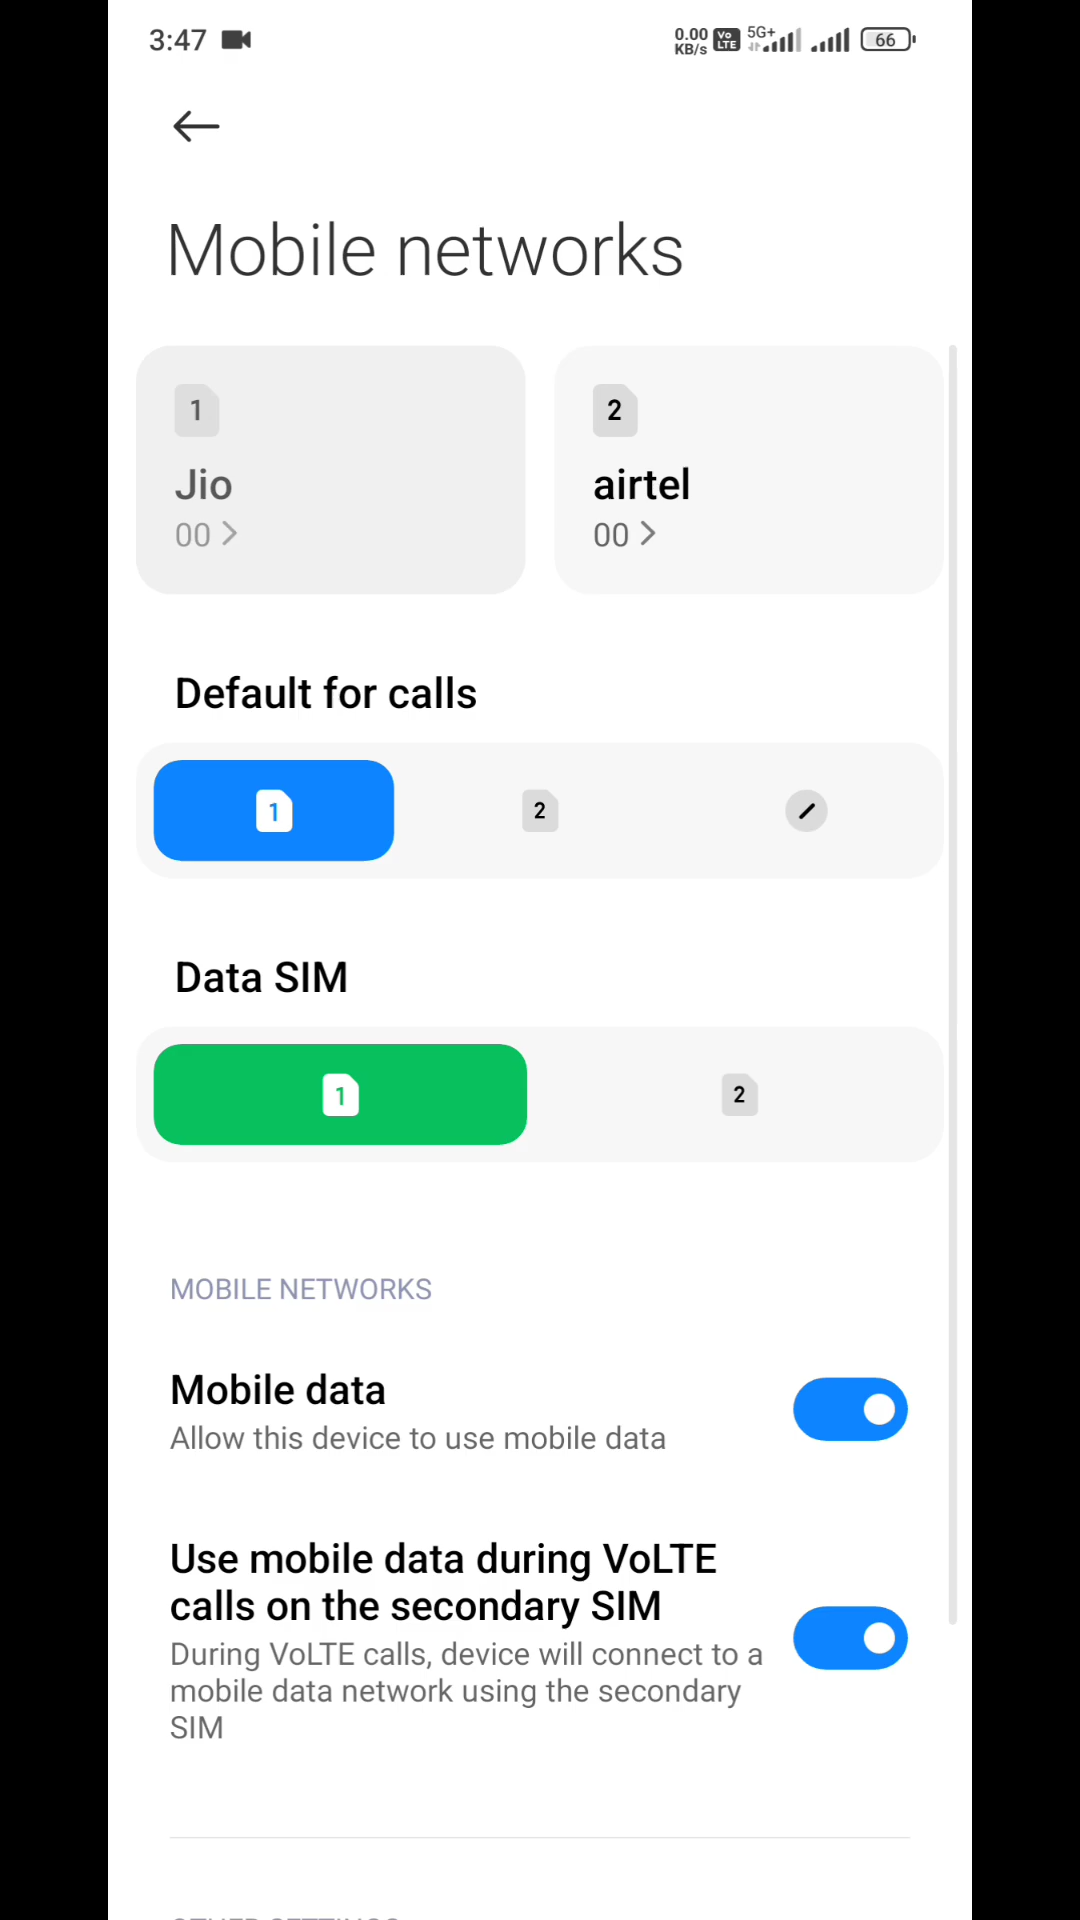 3:47 0.00 KB/s Vo LTE 5G+ 66
Mobile networks
1 2
Jio airtel
00 00
Default for calls
1 2
Data SIM
1 2
MOBILE NETWORKS
Mobile data
Allow this device to use mobile data
Use mobile data during VoLTE
calls on the secondary SIM
During VoLTE calls, device will connect to a
mobile data network using the secondary
SIM
OTHER SETTINGS